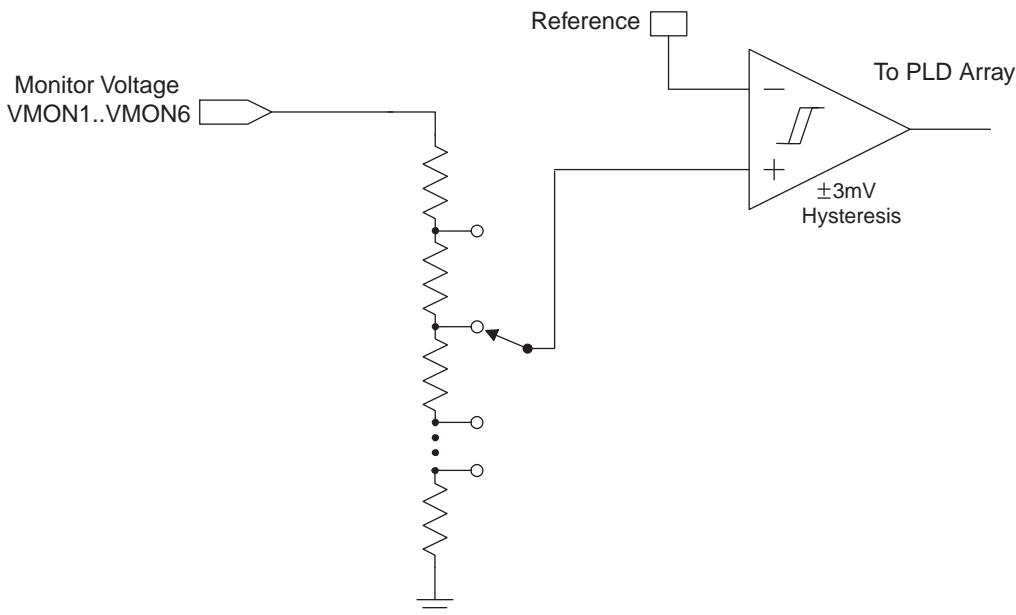 Reference
To PLD Array
Monitor Voltage
VMON1..VMON6
−
+
±3mV
Hysteresis